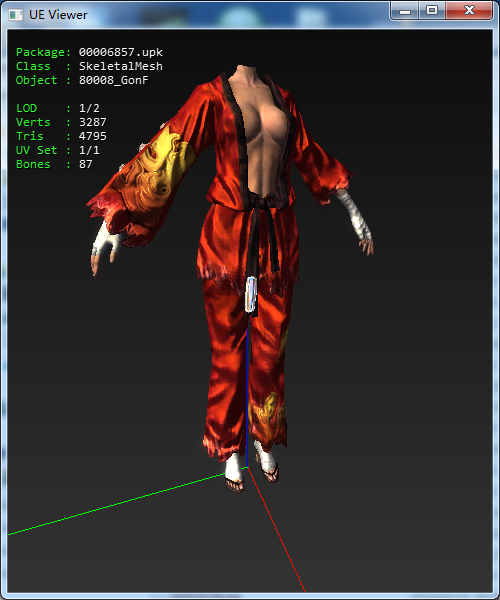 UE Viewer
Package: 00006857.upk
Class : SkeletalMesh
Object : 80008_GonF
LOD : 1/2
Verts : 3287
Tris : 4795
UV Set : 1/1
Bones : 87